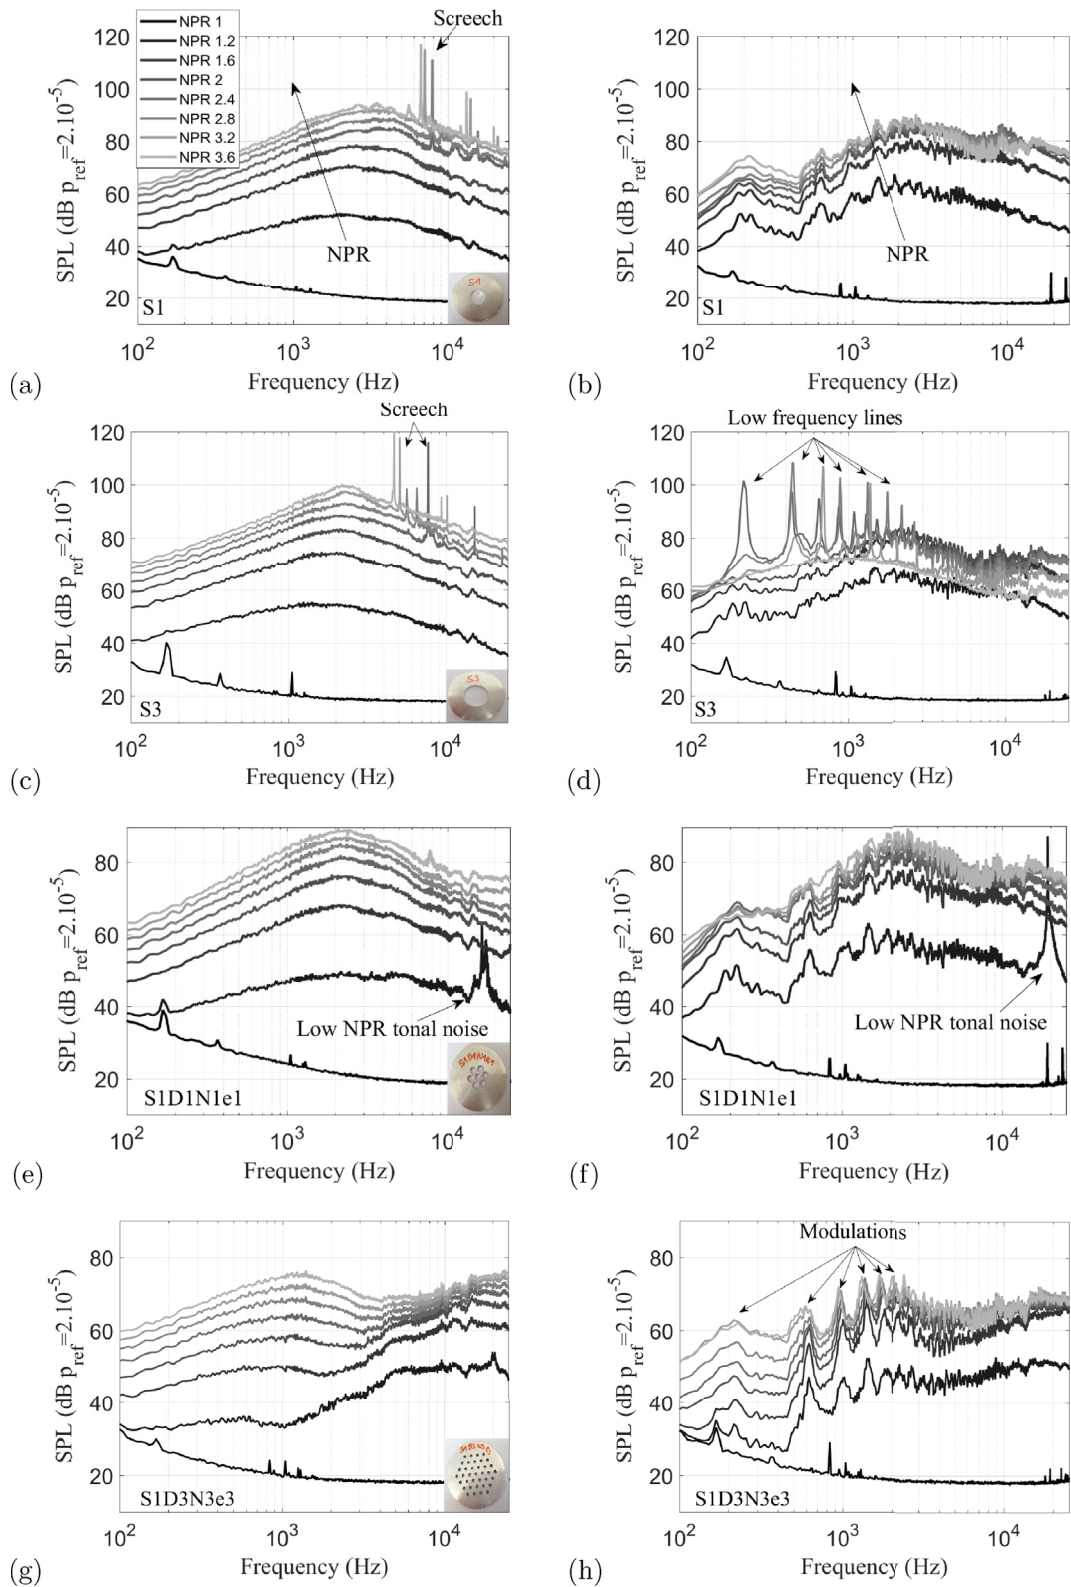 NPR 1
NPR 1.2
NPR 1.6
NPR 2
NPR 2.4
NPR 2.8
NPR 3.2
NPR 3.6
Screech
120
100
80
60
40
20
SPL (dB p_ref=2.10^-5)
NPR
S1
S1
10^2 10^3 10^4
Frequency (Hz)
(a)
120
100
80
60
40
20
SPL (dB p_ref=2.10^-5)
NPR
S1
10^2 10^3 10^4
Frequency (Hz)
(b)
Screech
120
100
80
60
40
20
SPL (dB p_ref=2.10^-5)
S3
S3
10^2 10^3 10^4
Frequency (Hz)
(c)
Low frequency lines
120
100
80
60
40
20
SPL (dB p_ref=2.10^-5)
S3
10^2 10^3 10^4
Frequency (Hz)
(d)
80
60
40
20
SPL (dB p_ref=2.10^-5)
Low NPR tonal noise
S1D1N1e1
S1D1N1e1
10^2 10^3 10^4
Frequency (Hz)
(e)
80
60
40
20
SPL (dB p_ref=2.10^-5)
Low NPR tonal noise
S1D1N1e1
10^2 10^3 10^4
Frequency (Hz)
(f)
80
60
40
20
SPL (dB p_ref=2.10^-5)
S1D3N3e3
10^2 10^3 10^4
Frequency (Hz)
(g)
Modulations
80
60
40
20
SPL (dB p_ref=2.10^-5)
S1D3N3e3
10^2 10^3 10^4
Frequency (Hz)
(h)